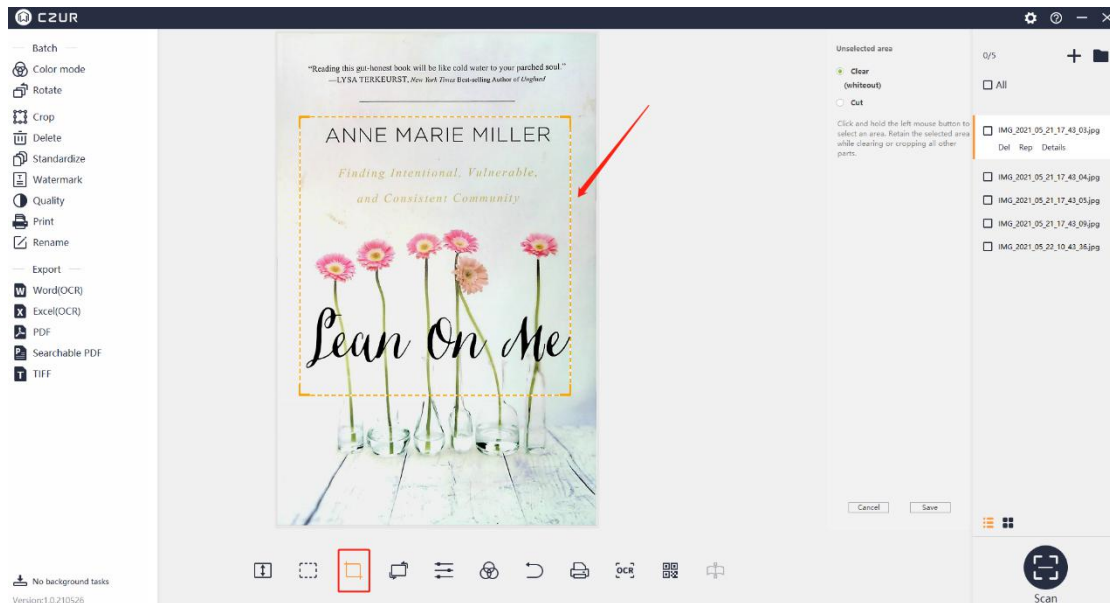 CZUR
Batch
Color mode
Rotate
Crop
Delete
Standardize
Watermark
Quality
Print
Rename
Export
W Word(OCR)
X Excel(OCR)
PDF
Searchable PDF
T TIFF
No background tasks
Version:1.0.210526
“Reading this gut-honest book will be like cold water to your parched soul.”
—LYSA TERKEURST, New York Times Best-selling Author of Unglued
ANNE MARIE MILLER
Finding Intentional, Vulnerable,
and Consistent Community
Lean On Me
OCR
Unselected area
Clear
(whiteout)
Cut
Click and hold the left mouse button to
select an area. Retain the selected area
while clearing or cropping all other
parts.
Cancel Save
0/5
All
IMG_2021_05_21_17_43_03.jpg
Del Rep Details
IMG_2021_05_21_17_43_04.jpg
IMG_2021_05_21_17_43_05.jpg
IMG_2021_05_21_17_43_09.jpg
IMG_2021_05_22_10_43_36.jpg
Scan